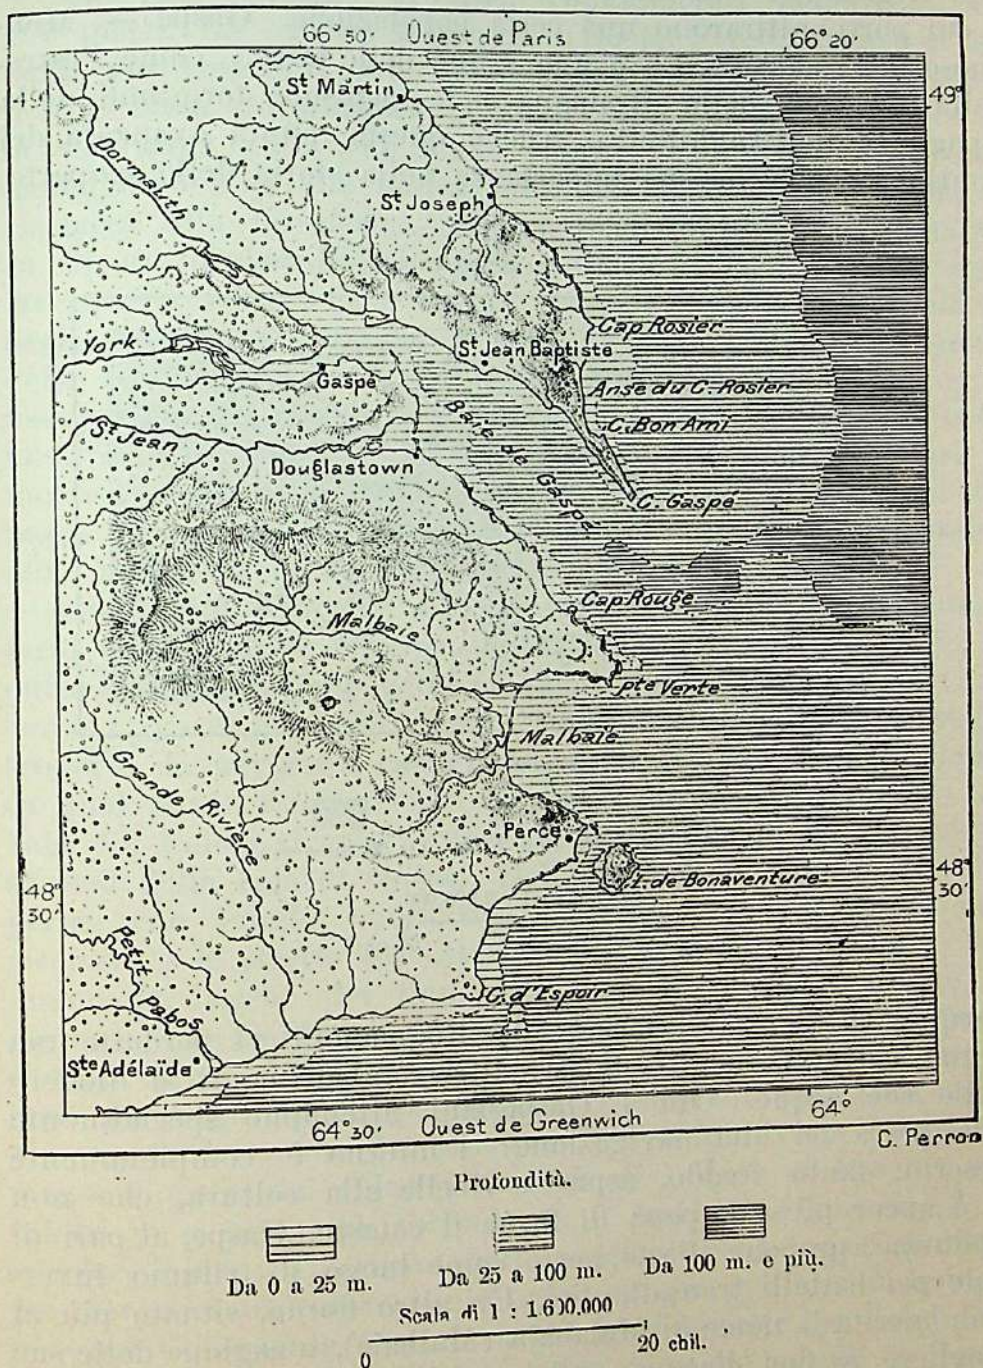 66° 50' Ouest de Paris 66° 20'
49°
49°
St Martin
Dormouth
St Joseph
Cap Rosier
St Jean Baptiste
York
Gaspé
Anse du C. Rosier
Baie de Gaspé
C. Bon Ami
St Jean
Douglastown
C. Gaspé
Cap Rouge
Malbaie
pte Verte
Malbaïe
Grande Rivière
Percé
I. de Bonaventure
48° 30'
48° 30'
Petit Pabos
C. d'Espoir
Ste Adélaïde
64° 30' Ouest de Greenwich 64°
C. Perron
Profondità.
Da 0 a 25 m. Da 25 a 100 m. Da 100 m. e più.
Scala di 1 : 1.600.000
0 20 chil.